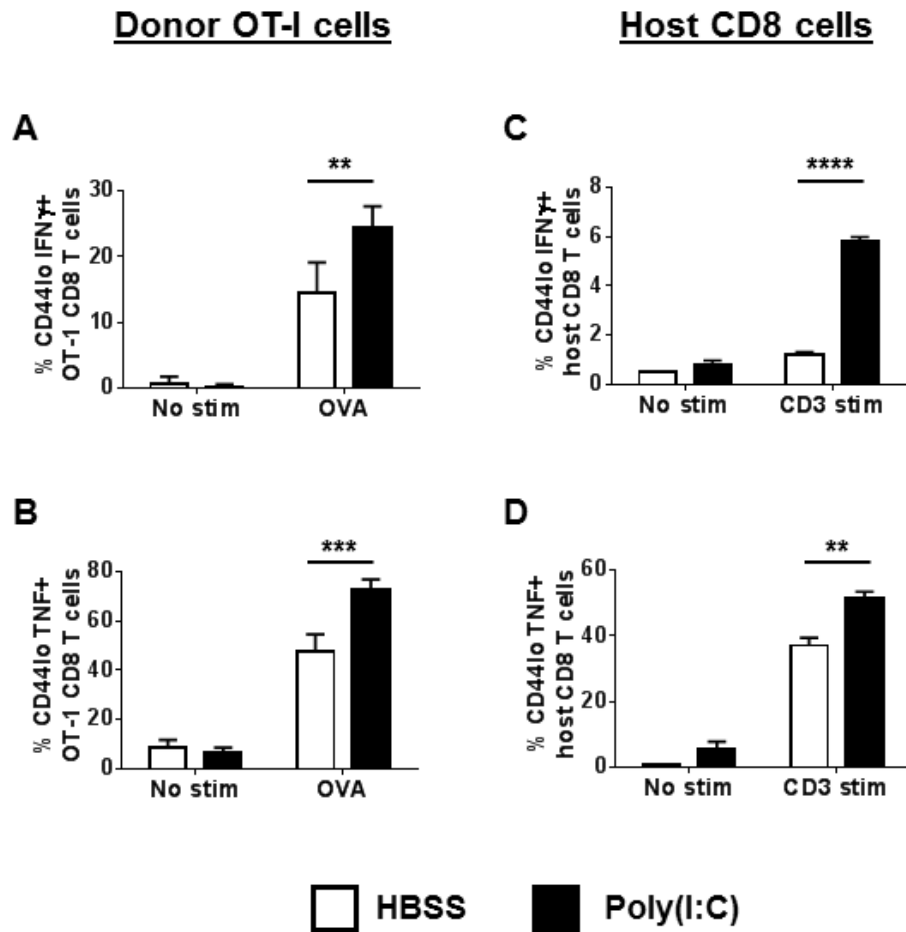 Donor OT-I cells
Host CD8 cells
A
**
30
20
10
0
% CD44lo IFNγ+
OT-1 CD8 T cells
No stim
OVA
C
****
8
6
4
2
0
% CD44lo IFNγ+
host CD8 T cells
No stim
CD3 stim
B
***
80
60
40
20
0
% CD44lo TNF+
OT-1 CD8 T cells
No stim
OVA
D
**
60
40
20
0
% CD44lo TNF+
host CD8 T cells
No stim
CD3 stim
HBSS
Poly(I:C)